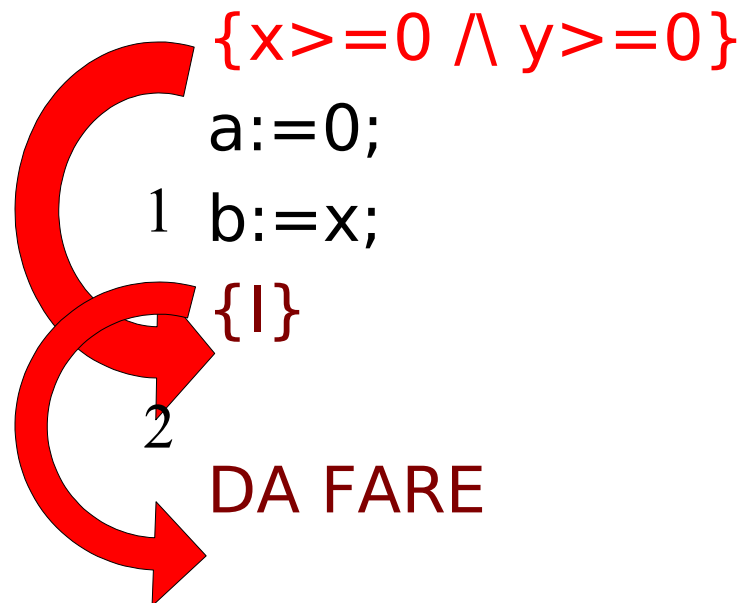 {x>=0 /\ y>=0}
a:=0;
1 b:=x;
{I}
2
DA FARE